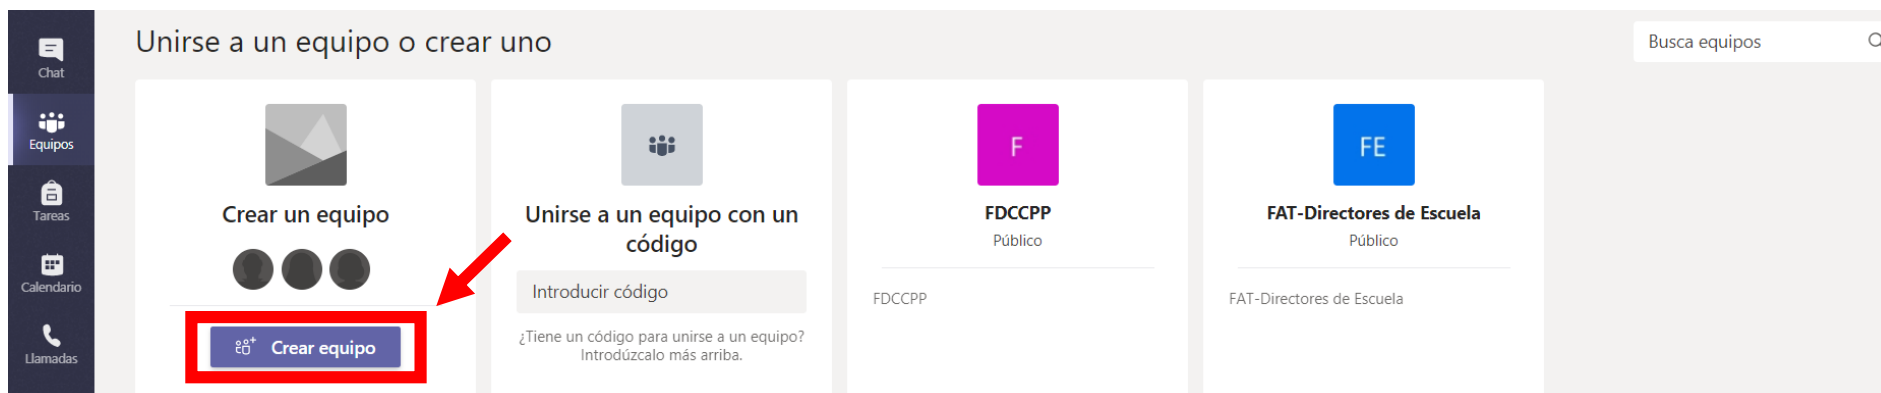 Chat
Equipos
Tareas
Calendario
Llamadas
Unirse a un equipo o crear uno
Busca equipos
Crear un equipo
Crear equipo
Unirse a un equipo con un
código
Introducir código
¿Tiene un código para unirse a un equipo?
Introdúzcalo más arriba.
F
FDCCPP
Público
FDCCPP
FE
FAT-Directores de Escuela
Público
FAT-Directores de Escuela